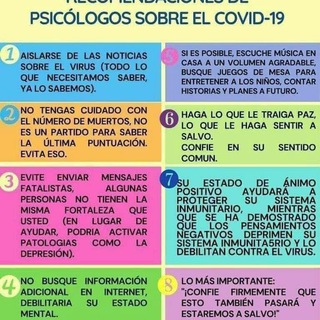 RECOMENDACIONES DE
PSICÓLOGOS SOBRE EL COVID-19
1
AISLARSE DE LAS NOTICIAS
SOBRE EL VIRUS (TODO LO
QUE NECESITAMOS SABER,
YA LO SABEMOS).
2
NO TENGAS CUIDADO CON
EL NÚMERO DE MUERTOS, NO
ES UN PARTIDO PARA SABER
LA ÚLTIMA PUNTUACIÓN.
EVITA ESO.
3
EVITE ENVIAR MENSAJES
FATALISTAS, ALGUNAS
PERSONAS NO TIENEN LA
MISMA FORTALEZA QUE
USTED (EN LUGAR DE
AYUDAR, PODRIA ACTIVAR
PATOLOGIAS COMO LA
DEPRESIÓN).
4
NO BUSQUE INFORMACIÓN
ADICIONAL EN INTERNET,
DEBILITARIA SU ESTADO
MENTAL.
5
SI ES POSIBLE, ESCUCHE MÚSICA EN
CASA A UN VOLUMEN AGRADABLE,
BUSQUE JUEGOS DE MESA PARA
ENTRETENER A LOS NIÑOS, CONTAR
HISTORIAS Y PLANES A FUTURO.
6
HAGA LO QUE LE TRAIGA PAZ,
LO QUE LE HAGA SENTIR A
SALVO.
CONFIE EN SU SENTIDO
COMUN.
7
SU ESTADO DE ÁNIMO
POSITIVO AYUDARÁ A
PROTEGER SU SISTEMA
INMUNITARIO, MIENTRAS
QUE SE HA DEMOSTRADO
QUE LOS PENSAMIENTOS
NEGATIVOS DEPRIMEN SU
SISTEMA INMUNITA5RIO Y LO
DEBILITAN CONTRA EL VIRUS.
8
LO MÁS IMPORTANTE:
"¡CONFIE FIRMEMENTE QUE
ESTO TAMBIÉN PASARÁ Y
ESTAREMOS A SALVO!"